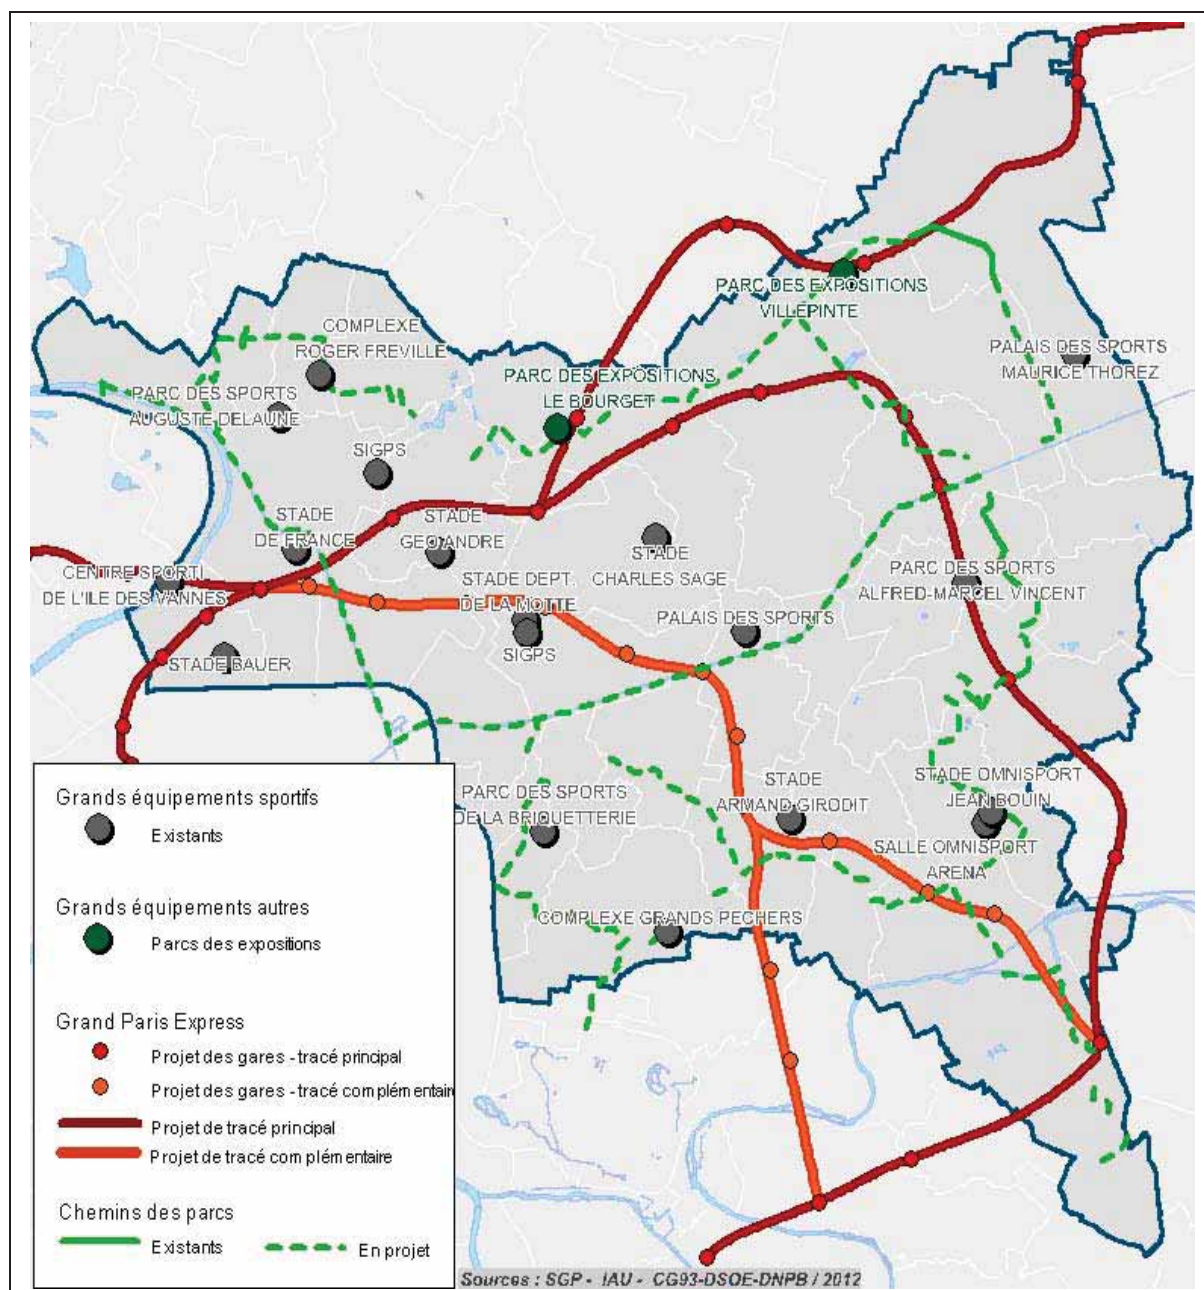 PARC DES EXPOSITIONS
VILLEPINTE
COMPLEXE
ROGER FREVILLE
PALAIS DES SPORTS
MAURICE THOREZ
PARC DES EXPOSITIONS
LE BOURGET
PARC DES SPORTS
AUGUSTE DELAUNE
SIGPS
STADE
DE FRANCE
STADE
GEO ANDRE
STADE
CHARLES SAGE
CENTRE SPORTI
DE L'ILE DES VANNES
STADE DEPT.
DE LA MOTTE
PARC DES SPORTS
ALFRED-MARCEL VINCENT
PALAIS DES SPORTS
SIGPS
STADE BAUER
PARC DES SPORTS
DE LA BRIQUETTERIE
STADE
ARMAND GIRODIT
STADE OMNISPORT
JEAN BOUIN
SALLE OMNISPORT
ARENA
COMPLEXE GRANDS PECHERS
Grands équipements sportifs
Existants
Grands équipements autres
Parcs des expositions
Grand Paris Express
Projet des gares - tracé principal
Projet des gares - tracé complémentaire
Projet de tracé principal
Projet de tracé complémentaire
Chemins des parcs
Existants
En projet
Sources : SGP - IAU - CG93-DSOE-DNPB / 2012